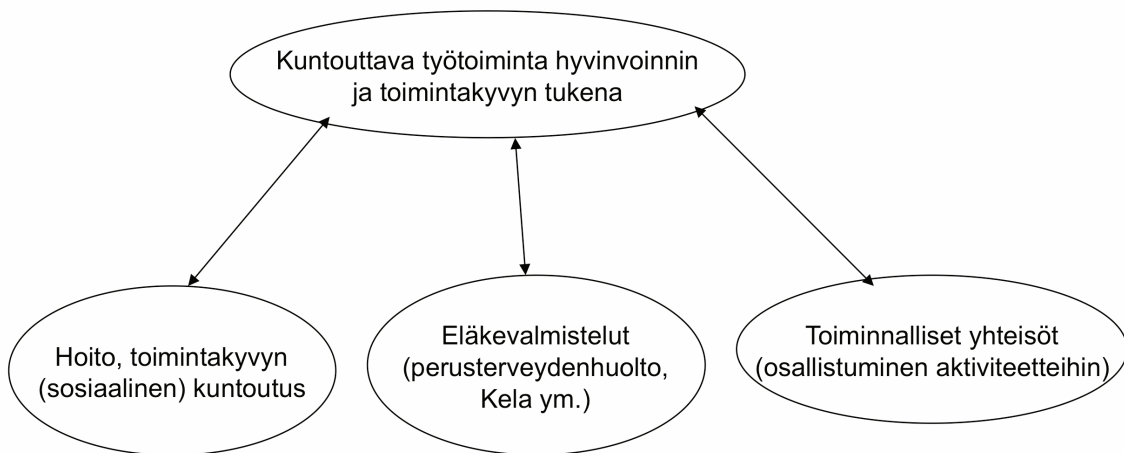 Kuntouttava työtoiminta hyvinvoinnin
ja toimintakyvyn tukena
Hoito, toimintakyvyn
(sosiaalinen) kuntoutus
Eläkevalmistelut
(perusterveydenhuolto,
Kela ym.)
Toiminnalliset yhteisöt
(osallistuminen aktiviteetteihin)